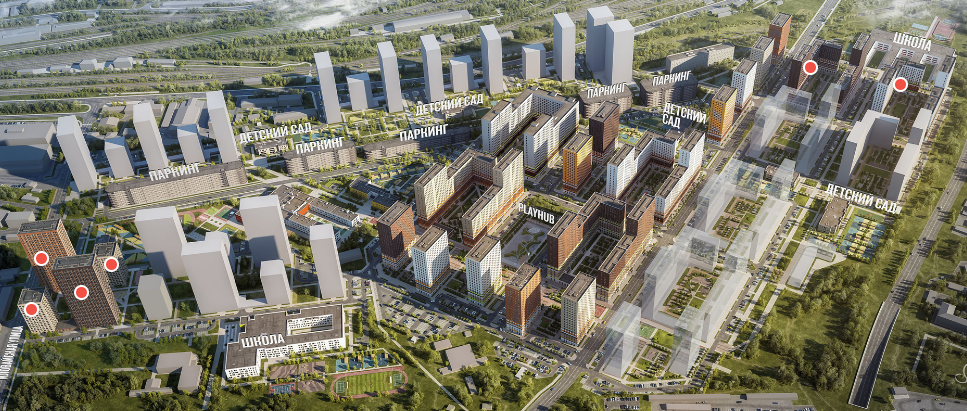 ШКОЛА
ПАРКИНГ
ПАРКИНГ
ДЕТСКИЙ САД
ДЕТСКИЙ
САД
ДЕТСКИЙ САД
ПАРКИНГ
ПАРКИНГ
ПАРКИНГ
ДЕТСКИЙ САД
PLAYHUB
ШКОЛА